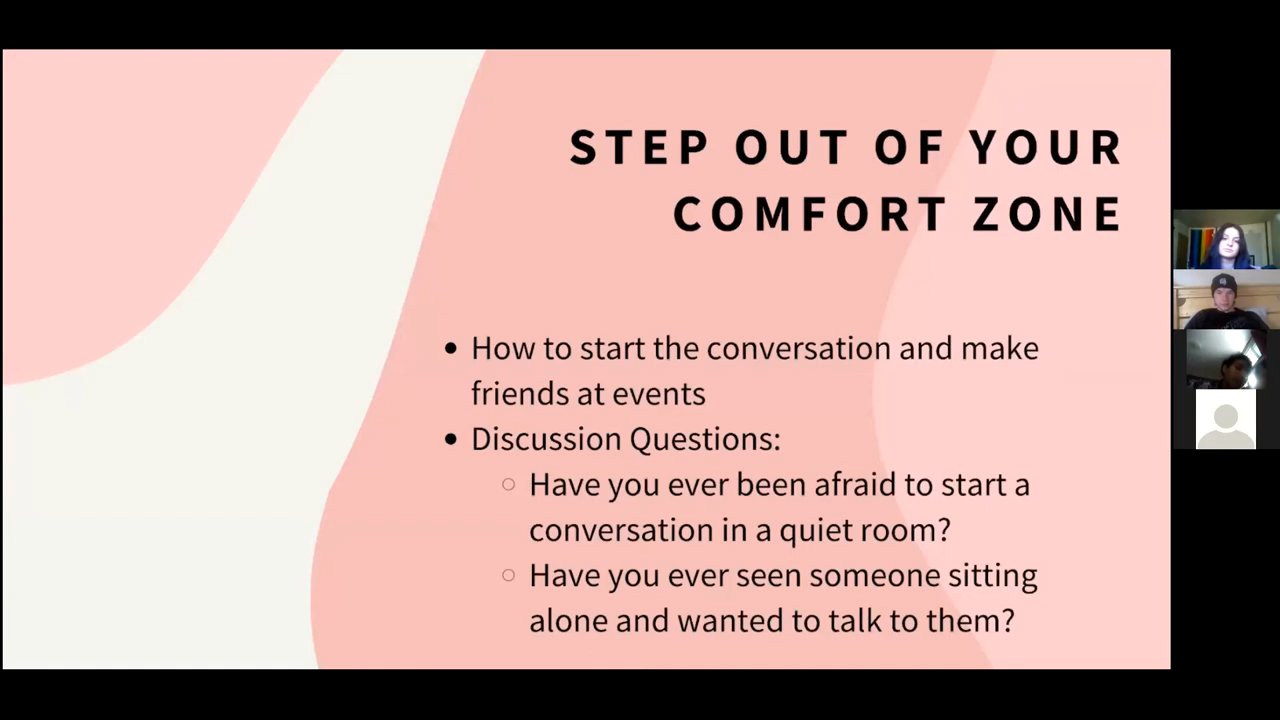 STEP OUT OF YOUR
COMFORT ZONE
• How to start the conversation and make
friends at events
• Discussion Questions:
○ Have you ever been afraid to start a
conversation in a quiet room?
○ Have you ever seen someone sitting
alone and wanted to talk to them?